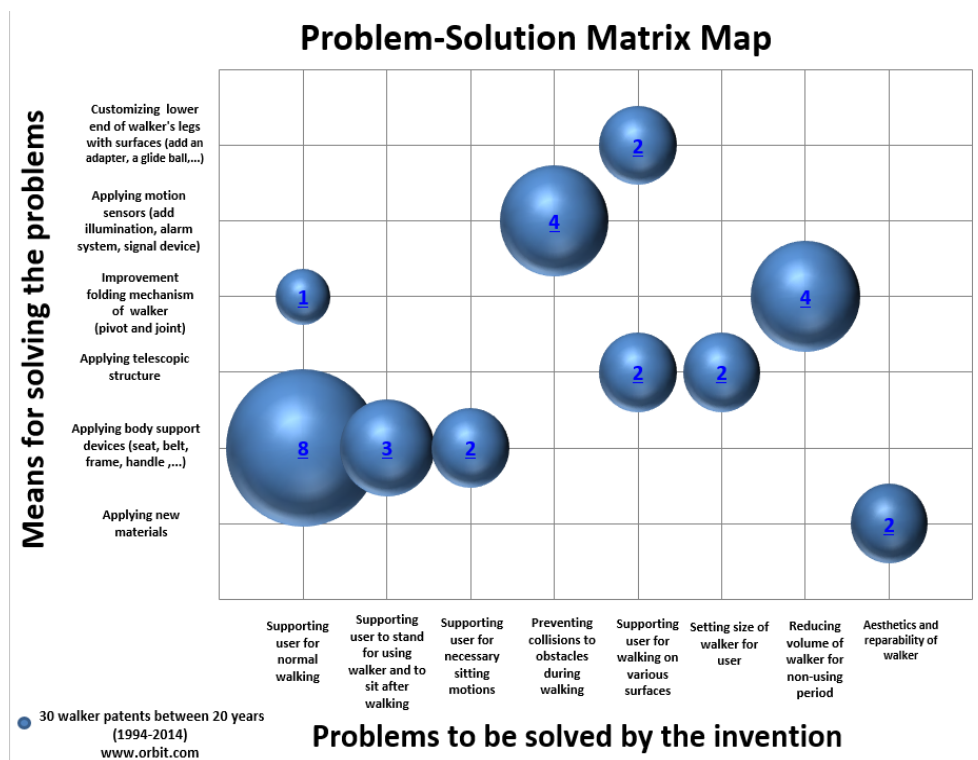 Problem-Solution Matrix Map
Means for solving the problems
Customizing lower
end of walker's legs
with surfaces (add an
adapter, a glide ball,...)
2
Applying motion
sensors (add
illumination, alarm
system, signal device)
4
Improvement
folding mechanism
of walker
(pivot and joint)
1
4
Applying telescopic
structure
2
2
Applying body support
devices (seat, belt,
frame, handle ,...)
8
3
2
Applying new
materials
2
Supporting
user for
normal
walking
Supporting
user to stand
for using
walker and to
sit after
walking
Supporting
user for
necessary
sitting
motions
Preventing
collisions to
obstacles
during
walking
Supporting
user for
walking on
various
surfaces
Setting size of
walker for
user
Reducing
volume of
walker for
non-using
period
Aesthetics and
reparability of
walker
30 walker patents between 20 years
(1994-2014)
www.orbit.com
Problems to be solved by the invention